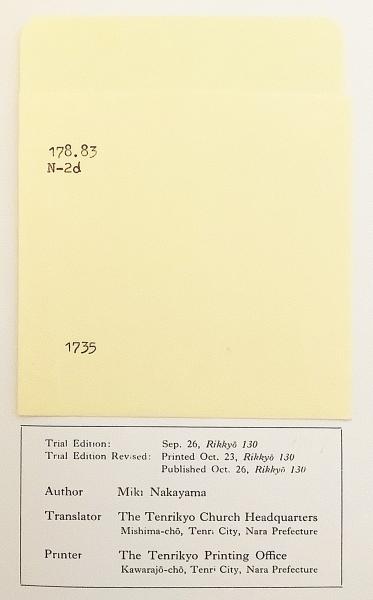 178.83
N-2d
1735
Trial Edition: Sep. 26, Rikkyō 130
Trial Edition Revised: Printed Oct. 23, Rikkyō 130
Published Oct. 26, Rikkyō 130
Author Miki Nakayama
Translator The Tenrikyo Church Headquarters
Mishima-chō, Tenri City, Nara Prefecture
Printer The Tenrikyo Printing Office
Kawarajō-chō, Tenri City, Nara Prefecture